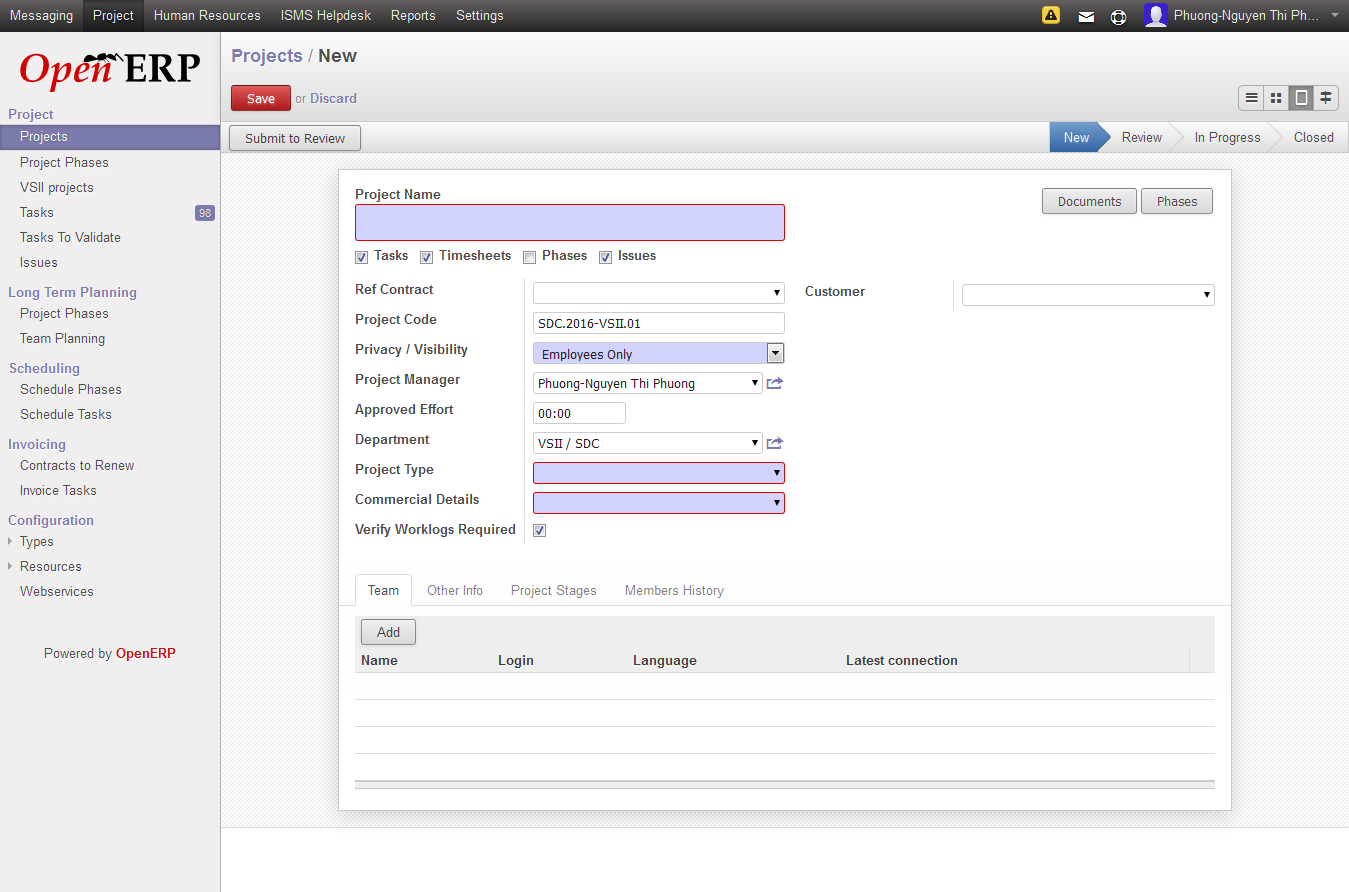 Messaging Project Human Resources ISMS Helpdesk Reports Settings Phuong-Nguyen Thi Ph...
OpenERP
Project
Projects
Project Phases
VSII projects
Tasks 98
Tasks To Validate
Issues
Long Term Planning
Project Phases
Team Planning
Scheduling
Schedule Phases
Schedule Tasks
Invoicing
Contracts to Renew
Invoice Tasks
Configuration
Types
Resources
Webservices
Powered by OpenERP
Projects / New
Save or Discard
Submit to Review New Review In Progress Closed
Project Name
Documents Phases
Tasks Timesheets Phases Issues
Ref Contract
Customer
Project Code SDC.2016-VSII.01
Privacy / Visibility Employees Only
Project Manager Phuong-Nguyen Thi Phuong
Approved Effort 00:00
Department VSII / SDC
Project Type
Commercial Details
Verify Worklogs Required
Team Other Info Project Stages Members History
Add
Name Login Language Latest connection